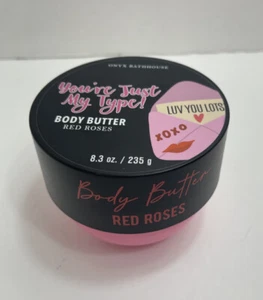 ONYX BATHHOUSE
You're Just
My Type!
BODY BUTTER
RED ROSES
LUV YOU LOTS
XOXO
8.3 oz. / 235 g
Body Butter
RED ROSES